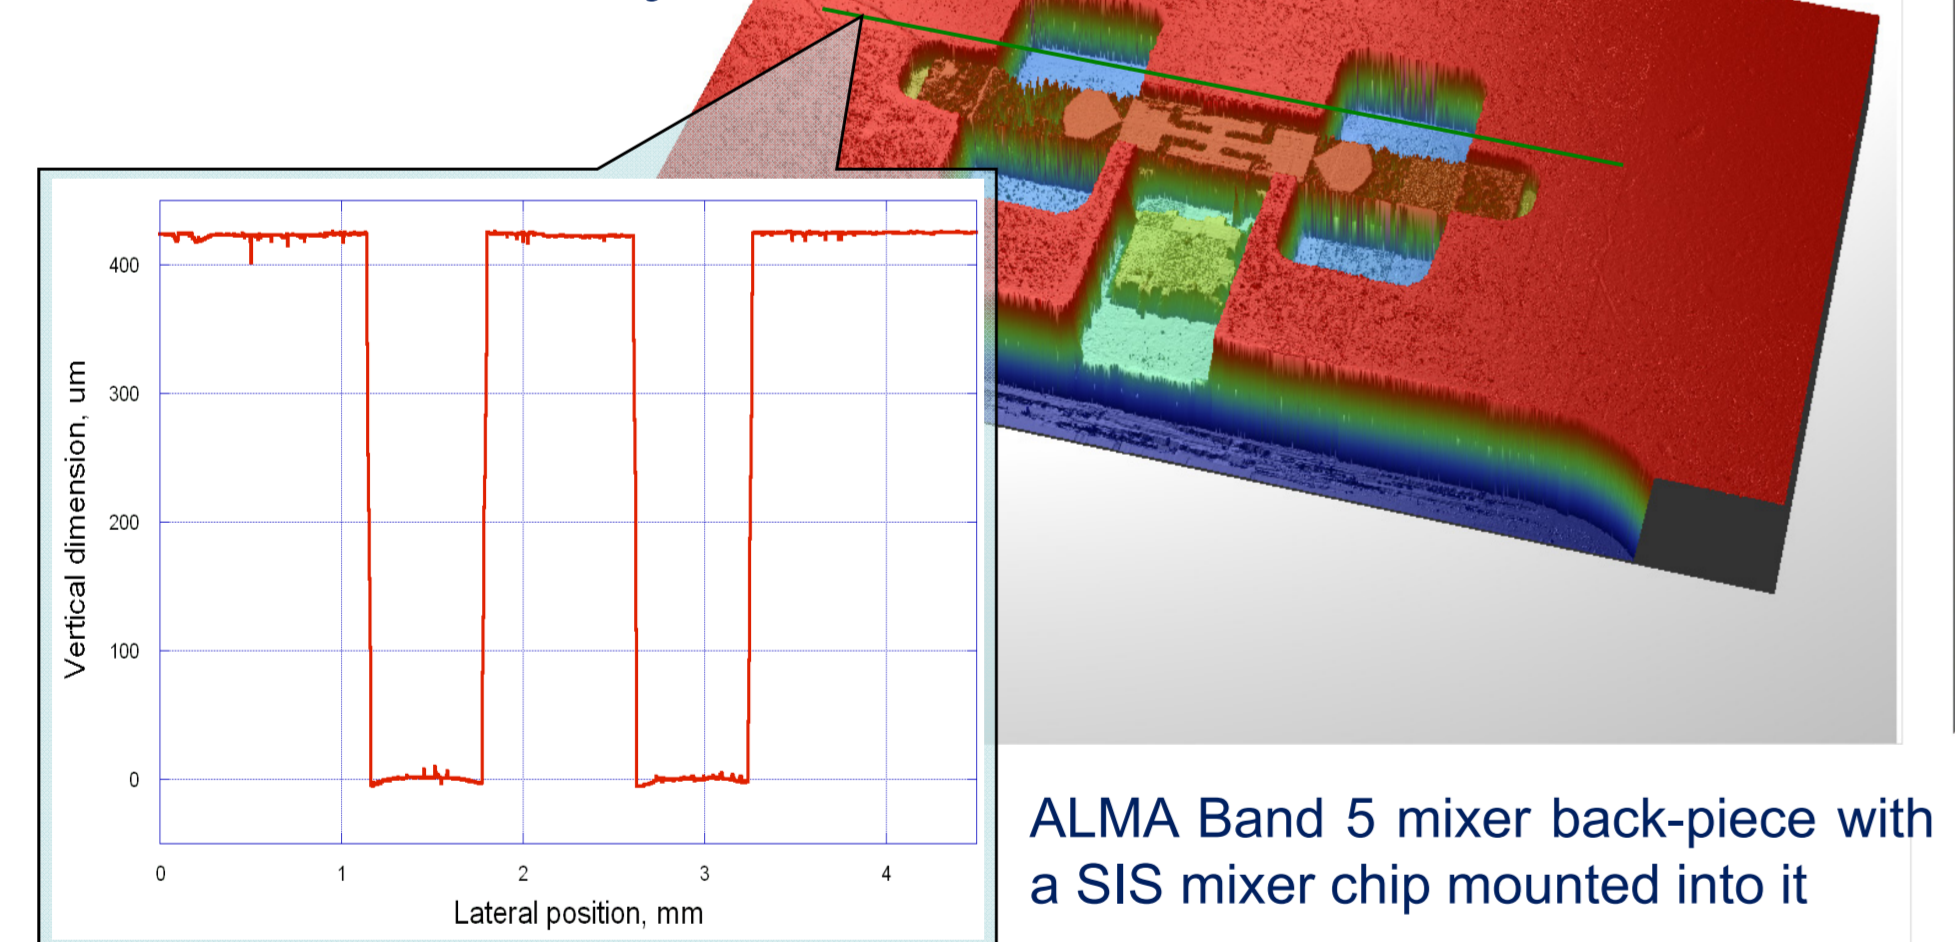 400
300
200
100
0
Vertical dimension, um
0 1 2 3 4
Lateral position, mm
ALMA Band 5 mixer back-piece with
a SIS mixer chip mounted into it